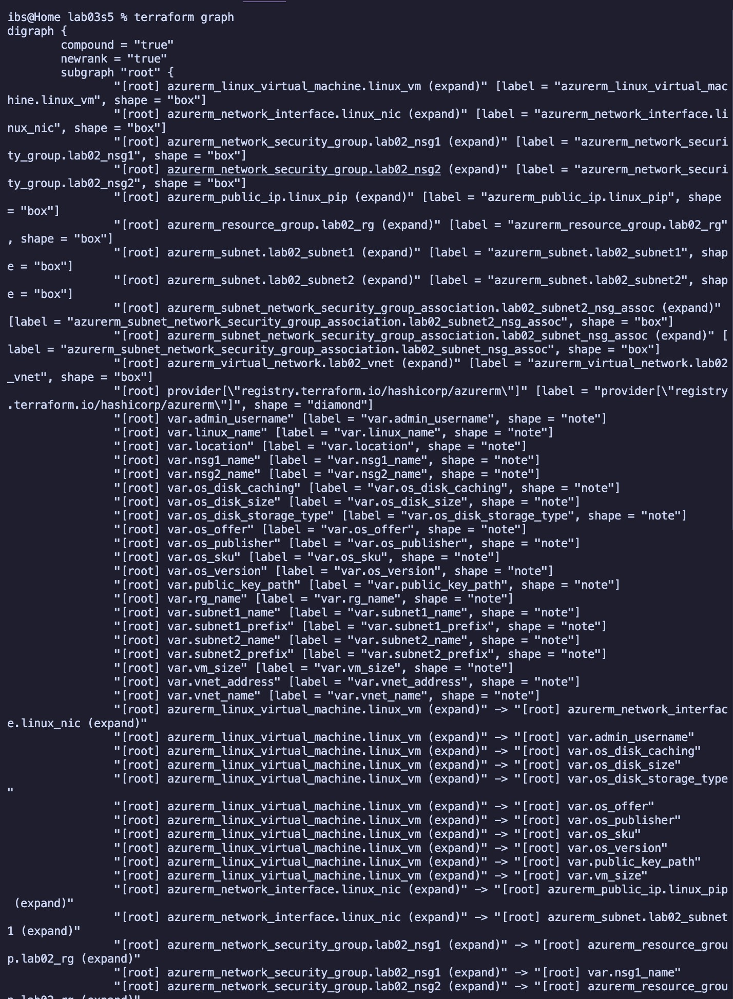 ibs@Home lab03s5 % terraform graph
digraph {
        compound = "true"
        newrank = "true"
        subgraph "root" {
                "[root] azurerm_linux_virtual_machine.linux_vm (expand)" [label = "azurerm_linux_virtual_mac
hine.linux_vm", shape = "box"]
                "[root] azurerm_network_interface.linux_nic (expand)" [label = "azurerm_network_interface.li
nux_nic", shape = "box"]
                "[root] azurerm_network_security_group.lab02_nsg1 (expand)" [label = "azurerm_network_securi
ty_group.lab02_nsg1", shape = "box"]
                "[root] azurerm_network_security_group.lab02_nsg2 (expand)" [label = "azurerm_network_securi
ty_group.lab02_nsg2", shape = "box"]
                "[root] azurerm_public_ip.linux_pip (expand)" [label = "azurerm_public_ip.linux_pip", shape
= "box"]
                "[root] azurerm_resource_group.lab02_rg (expand)" [label = "azurerm_resource_group.lab02_rg"
, shape = "box"]
                "[root] azurerm_subnet.lab02_subnet1 (expand)" [label = "azurerm_subnet.lab02_subnet1", shap
e = "box"]
                "[root] azurerm_subnet.lab02_subnet2 (expand)" [label = "azurerm_subnet.lab02_subnet2", shap
e = "box"]
                "[root] azurerm_subnet_network_security_group_association.lab02_subnet2_nsg_assoc (expand)"
[label = "azurerm_subnet_network_security_group_association.lab02_subnet2_nsg_assoc", shape = "box"]
                "[root] azurerm_subnet_network_security_group_association.lab02_subnet_nsg_assoc (expand)" [
label = "azurerm_subnet_network_security_group_association.lab02_subnet_nsg_assoc", shape = "box"]
                "[root] azurerm_virtual_network.lab02_vnet (expand)" [label = "azurerm_virtual_network.lab02
_vnet", shape = "box"]
                "[root] provider[\"registry.terraform.io/hashicorp/azurerm\"]" [label = "provider[\"registry
.terraform.io/hashicorp/azurerm\"]", shape = "diamond"]
                "[root] var.admin_username" [label = "var.admin_username", shape = "note"]
                "[root] var.linux_name" [label = "var.linux_name", shape = "note"]
                "[root] var.location" [label = "var.location", shape = "note"]
                "[root] var.nsg1_name" [label = "var.nsg1_name", shape = "note"]
                "[root] var.nsg2_name" [label = "var.nsg2_name", shape = "note"]
                "[root] var.os_disk_caching" [label = "var.os_disk_caching", shape = "note"]
                "[root] var.os_disk_size" [label = "var.os_disk_size", shape = "note"]
                "[root] var.os_disk_storage_type" [label = "var.os_disk_storage_type", shape = "note"]
                "[root] var.os_offer" [label = "var.os_offer", shape = "note"]
                "[root] var.os_publisher" [label = "var.os_publisher", shape = "note"]
                "[root] var.os_sku" [label = "var.os_sku", shape = "note"]
                "[root] var.os_version" [label = "var.os_version", shape = "note"]
                "[root] var.public_key_path" [label = "var.public_key_path", shape = "note"]
                "[root] var.rg_name" [label = "var.rg_name", shape = "note"]
                "[root] var.subnet1_name" [label = "var.subnet1_name", shape = "note"]
                "[root] var.subnet1_prefix" [label = "var.subnet1_prefix", shape = "note"]
                "[root] var.subnet2_name" [label = "var.subnet2_name", shape = "note"]
                "[root] var.subnet2_prefix" [label = "var.subnet2_prefix", shape = "note"]
                "[root] var.vm_size" [label = "var.vm_size", shape = "note"]
                "[root] var.vnet_address" [label = "var.vnet_address", shape = "note"]
                "[root] var.vnet_name" [label = "var.vnet_name", shape = "note"]
                "[root] azurerm_linux_virtual_machine.linux_vm (expand)" -> "[root] azurerm_network_interfac
e.linux_nic (expand)"
                "[root] azurerm_linux_virtual_machine.linux_vm (expand)" -> "[root] var.admin_username"
                "[root] azurerm_linux_virtual_machine.linux_vm (expand)" -> "[root] var.os_disk_caching"
                "[root] azurerm_linux_virtual_machine.linux_vm (expand)" -> "[root] var.os_disk_size"
                "[root] azurerm_linux_virtual_machine.linux_vm (expand)" -> "[root] var.os_disk_storage_type
"
                "[root] azurerm_linux_virtual_machine.linux_vm (expand)" -> "[root] var.os_offer"
                "[root] azurerm_linux_virtual_machine.linux_vm (expand)" -> "[root] var.os_publisher"
                "[root] azurerm_linux_virtual_machine.linux_vm (expand)" -> "[root] var.os_sku"
                "[root] azurerm_linux_virtual_machine.linux_vm (expand)" -> "[root] var.os_version"
                "[root] azurerm_linux_virtual_machine.linux_vm (expand)" -> "[root] var.public_key_path"
                "[root] azurerm_linux_virtual_machine.linux_vm (expand)" -> "[root] var.vm_size"
                "[root] azurerm_network_interface.linux_nic (expand)" -> "[root] azurerm_public_ip.linux_pip
 (expand)"
                "[root] azurerm_network_interface.linux_nic (expand)" -> "[root] azurerm_subnet.lab02_subnet
1 (expand)"
                "[root] azurerm_network_security_group.lab02_nsg1 (expand)" -> "[root] azurerm_resource_grou
p.lab02_rg (expand)"
                "[root] azurerm_network_security_group.lab02_nsg1 (expand)" -> "[root] var.nsg1_name"
                "[root] azurerm_network_security_group.lab02_nsg2 (expand)" -> "[root] azurerm_resource_grou
p.lab02_rg (expand)"